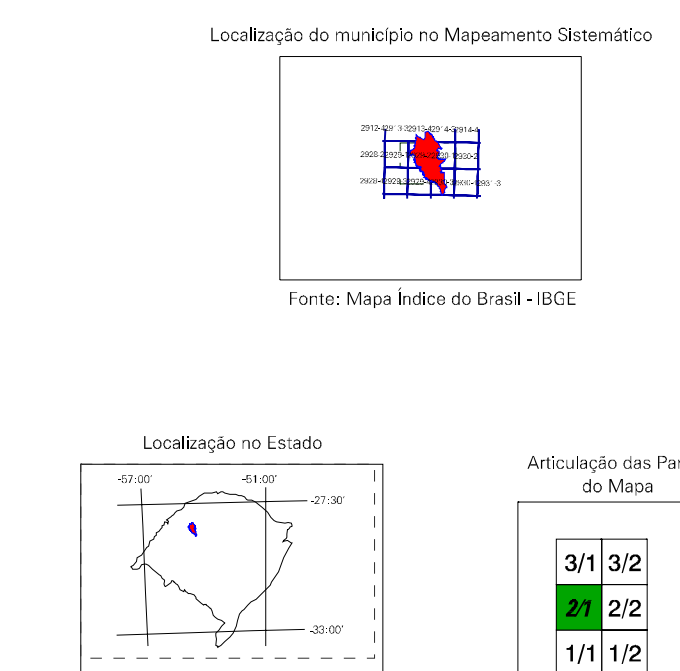 Localização do município no Mapeamento Sistemático
Fonte: Mapa Índice do Brasil - IBGE
Localização no Estado
-57:00'
-51:00'
-27:30'
-33:00'
Articulação das
do Mapa
3/1 3/2
2/1 2/2
1/1 1/2